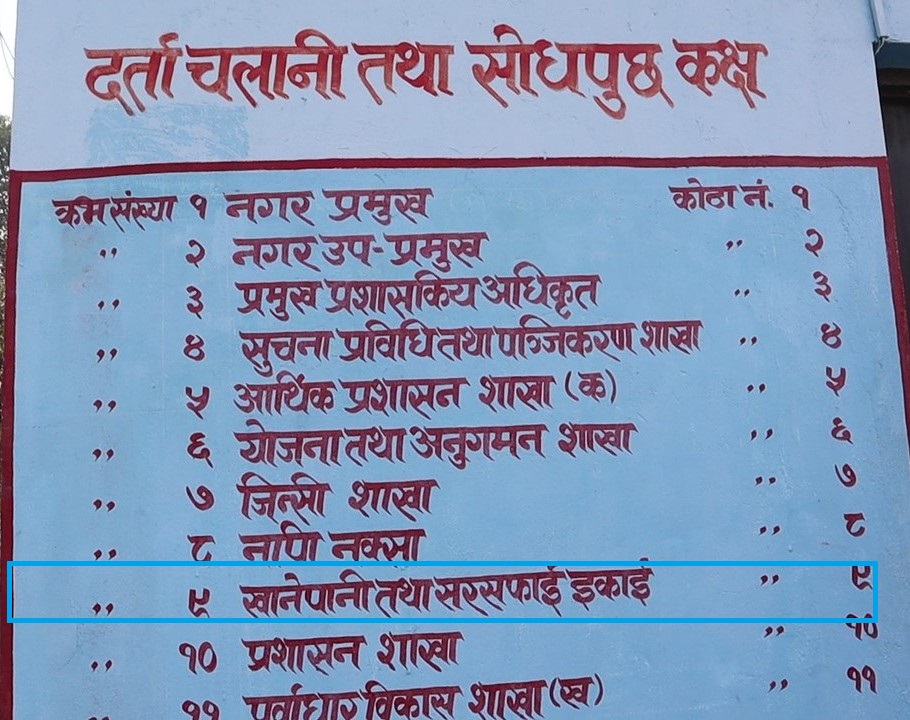 दर्ता चलानी तथा सोधपुछ कक्ष
क्रम संख्या १ नगर प्रमुख कोठा नं. १
,, २ नगर उप-प्रमुख ,, २
,, ३ प्रमुख प्रशासकिय अधिकृत ,, ३
,, ४ सुचना प्रविधि तथा पञ्जिकरण शाखा ,, ४
,, ५ आर्थिक प्रशासन शाखा (क) ,, ५
,, ६ योजना तथा अनुगमन शाखा ,, ६
,, ७ जिन्सी शाखा ,, ७
,, ८ नापी नक्सा ,, ८
,, ९ खानेपानी तथा सरसफाई इकाई ,, ९
,, १० प्रशासन शाखा ,, १०
,, ११ पूर्वाधार विकास शाखा (ख) ,, ११